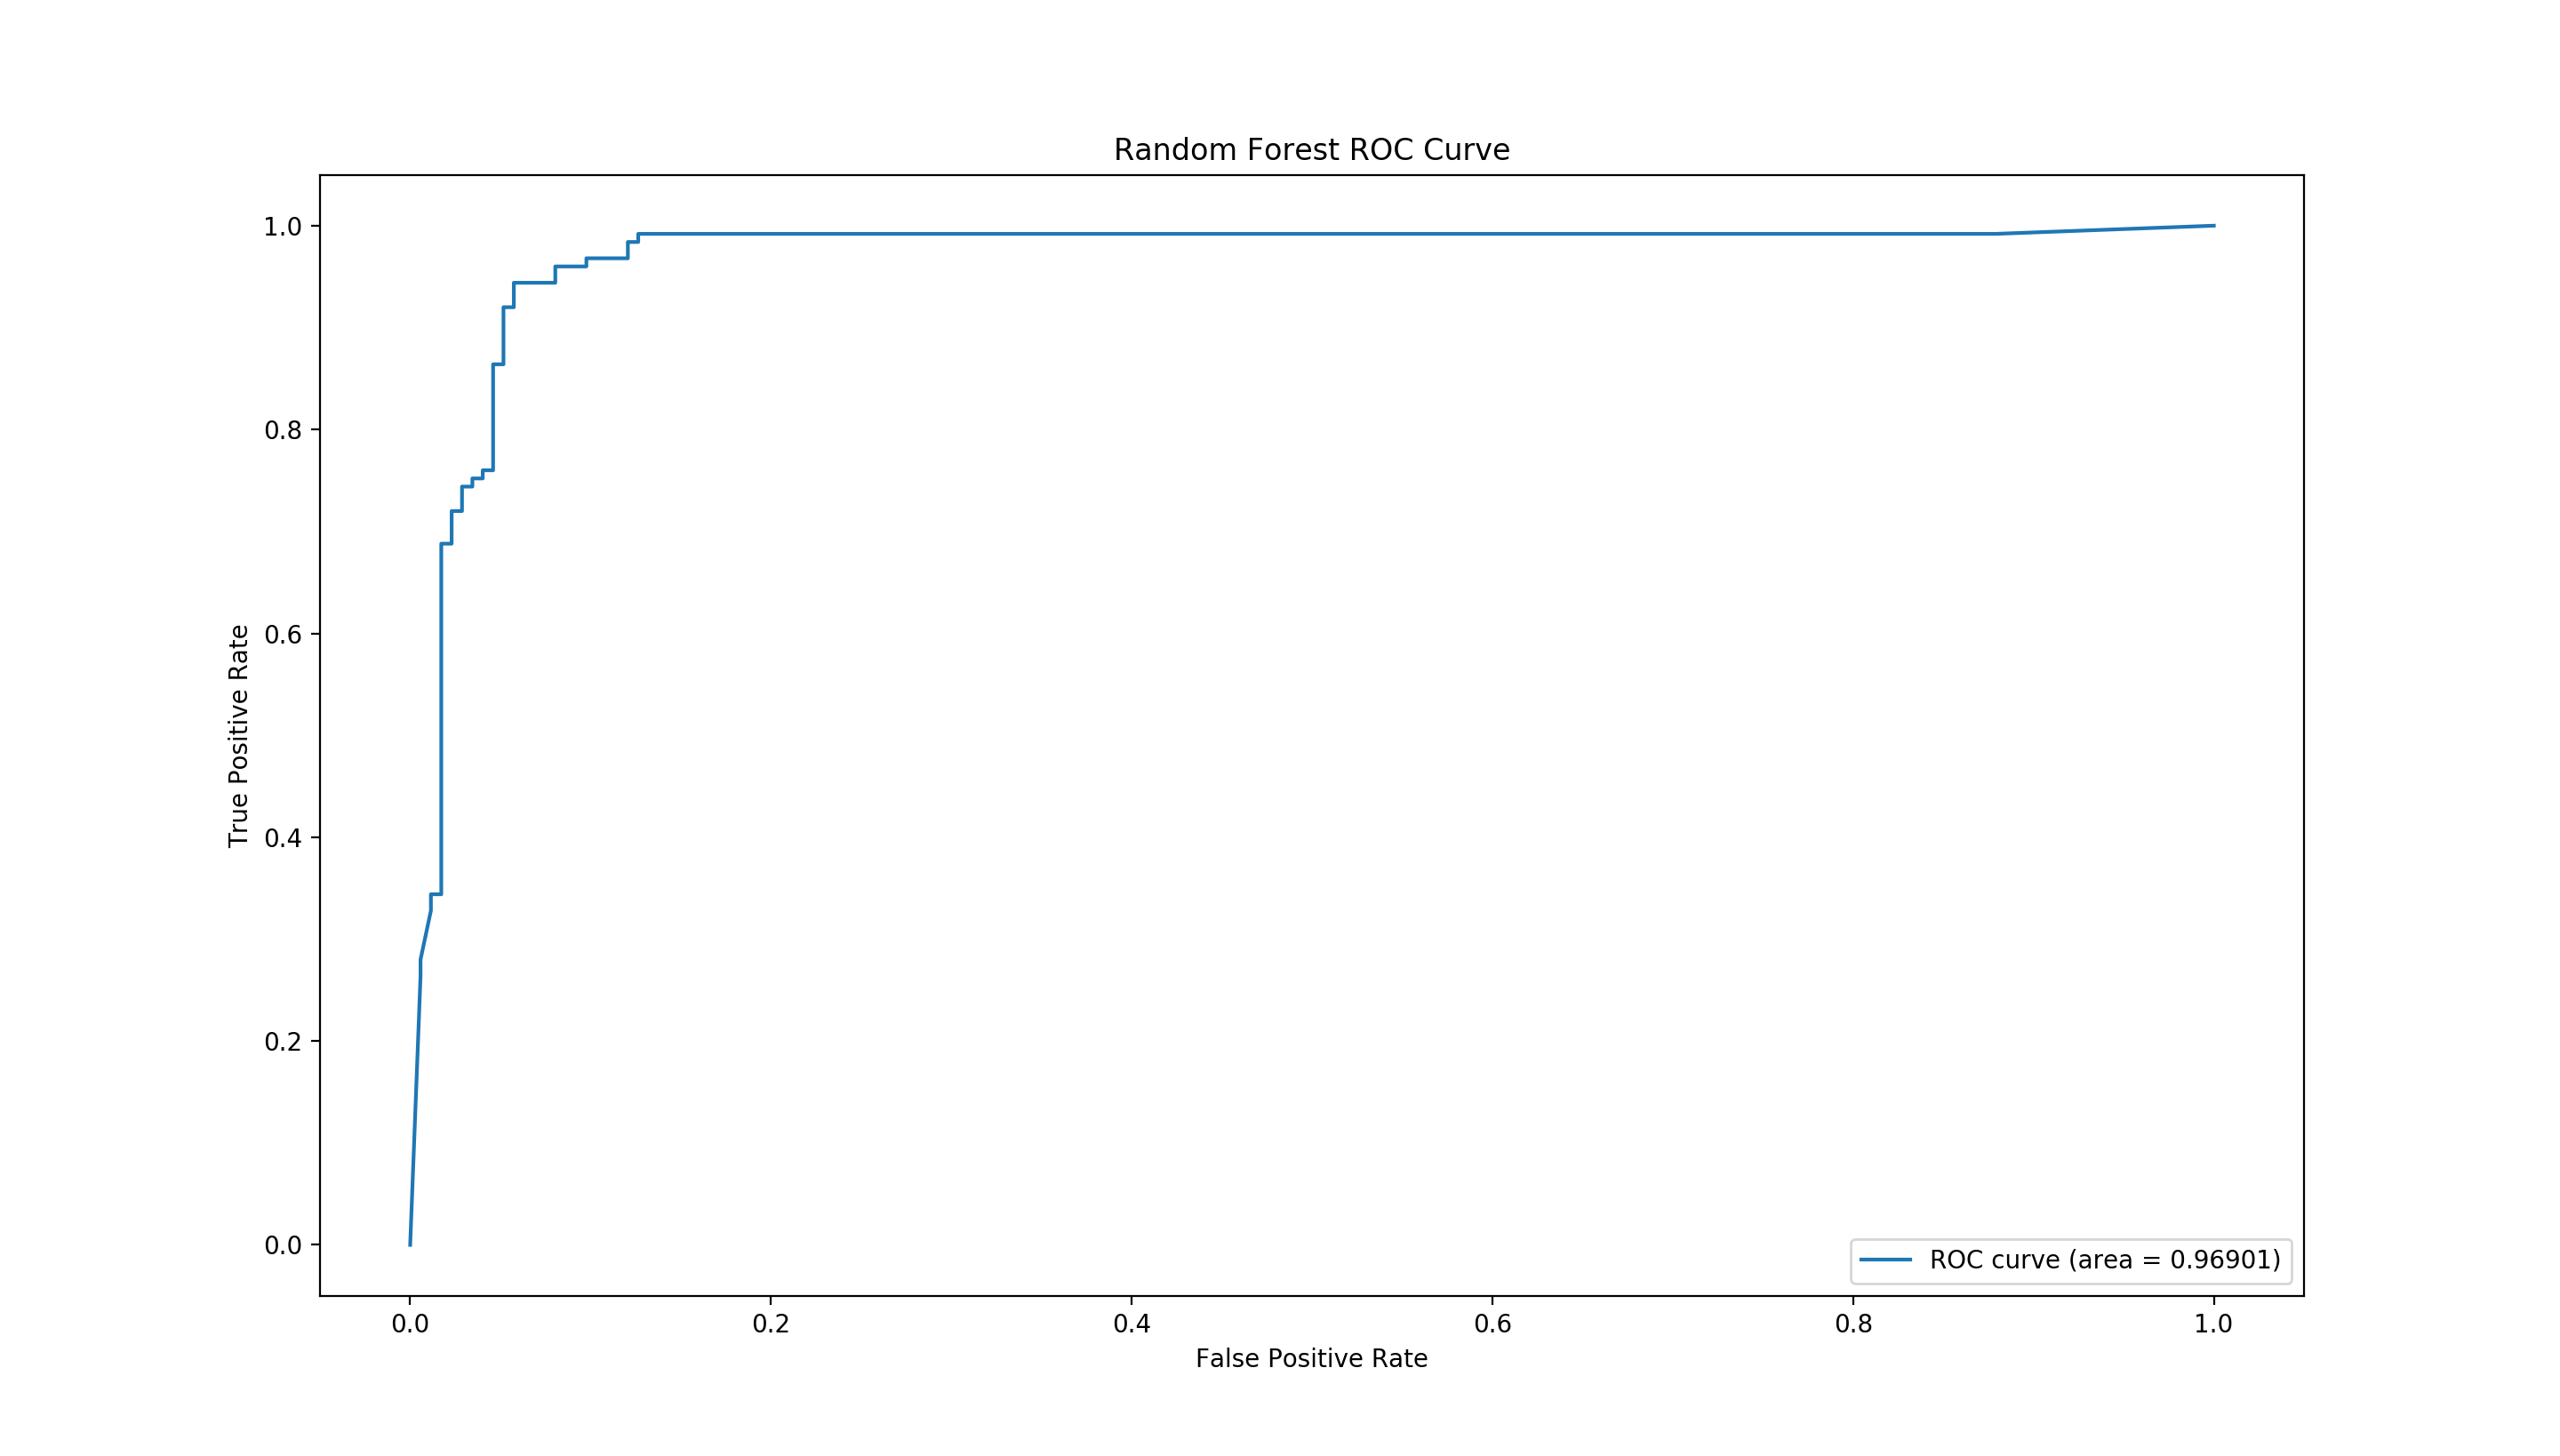 Random Forest ROC Curve
True Positive Rate
1.0
0.8
0.6
0.4
0.2
0.0
ROC curve (area = 0.96901)
0.0 0.2 0.4 0.6 0.8 1.0
False Positive Rate